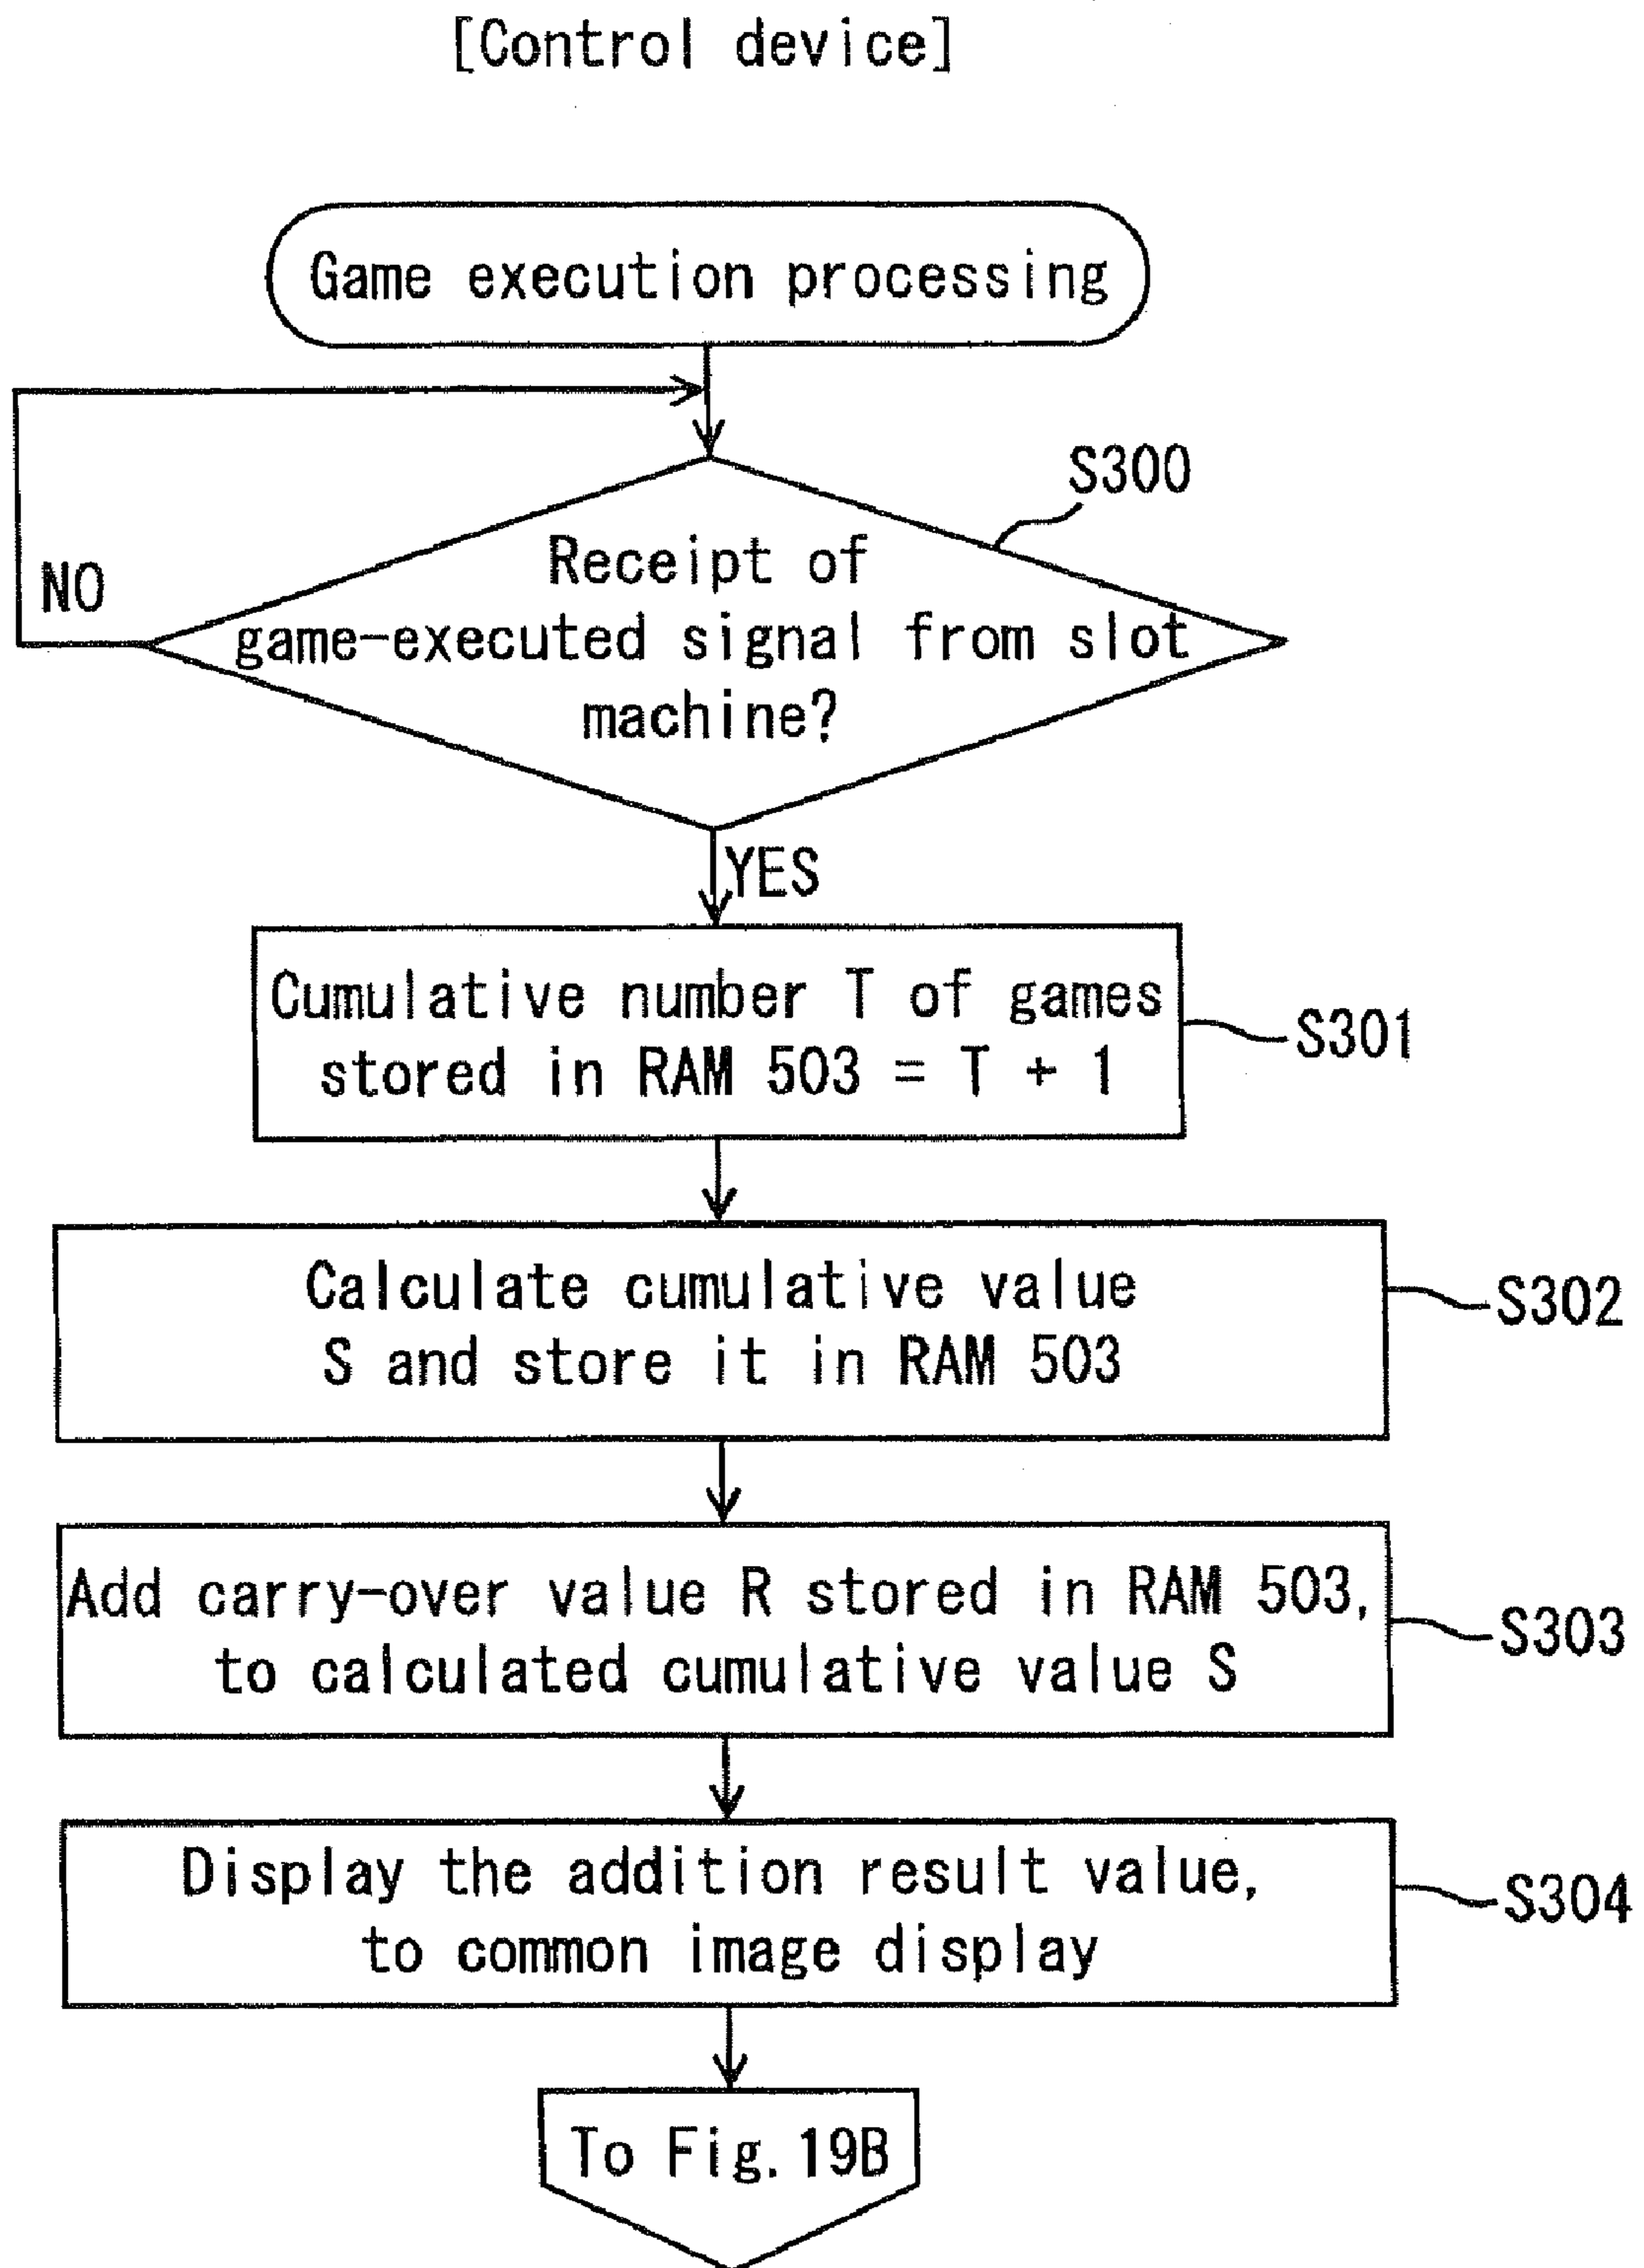 [Control device]
Game execution processing
S300
NO
Receipt of
game-executed signal from slot
machine?
YES
Cumulative number T of games
stored in RAM 503 = T + 1
S301
Calculate cumulative value
S and store it in RAM 503
S302
Add carry-over value R stored in RAM 503,
to calculated cumulative value S
S303
Display the addition result value,
to common image display
S304
To Fig. 19B